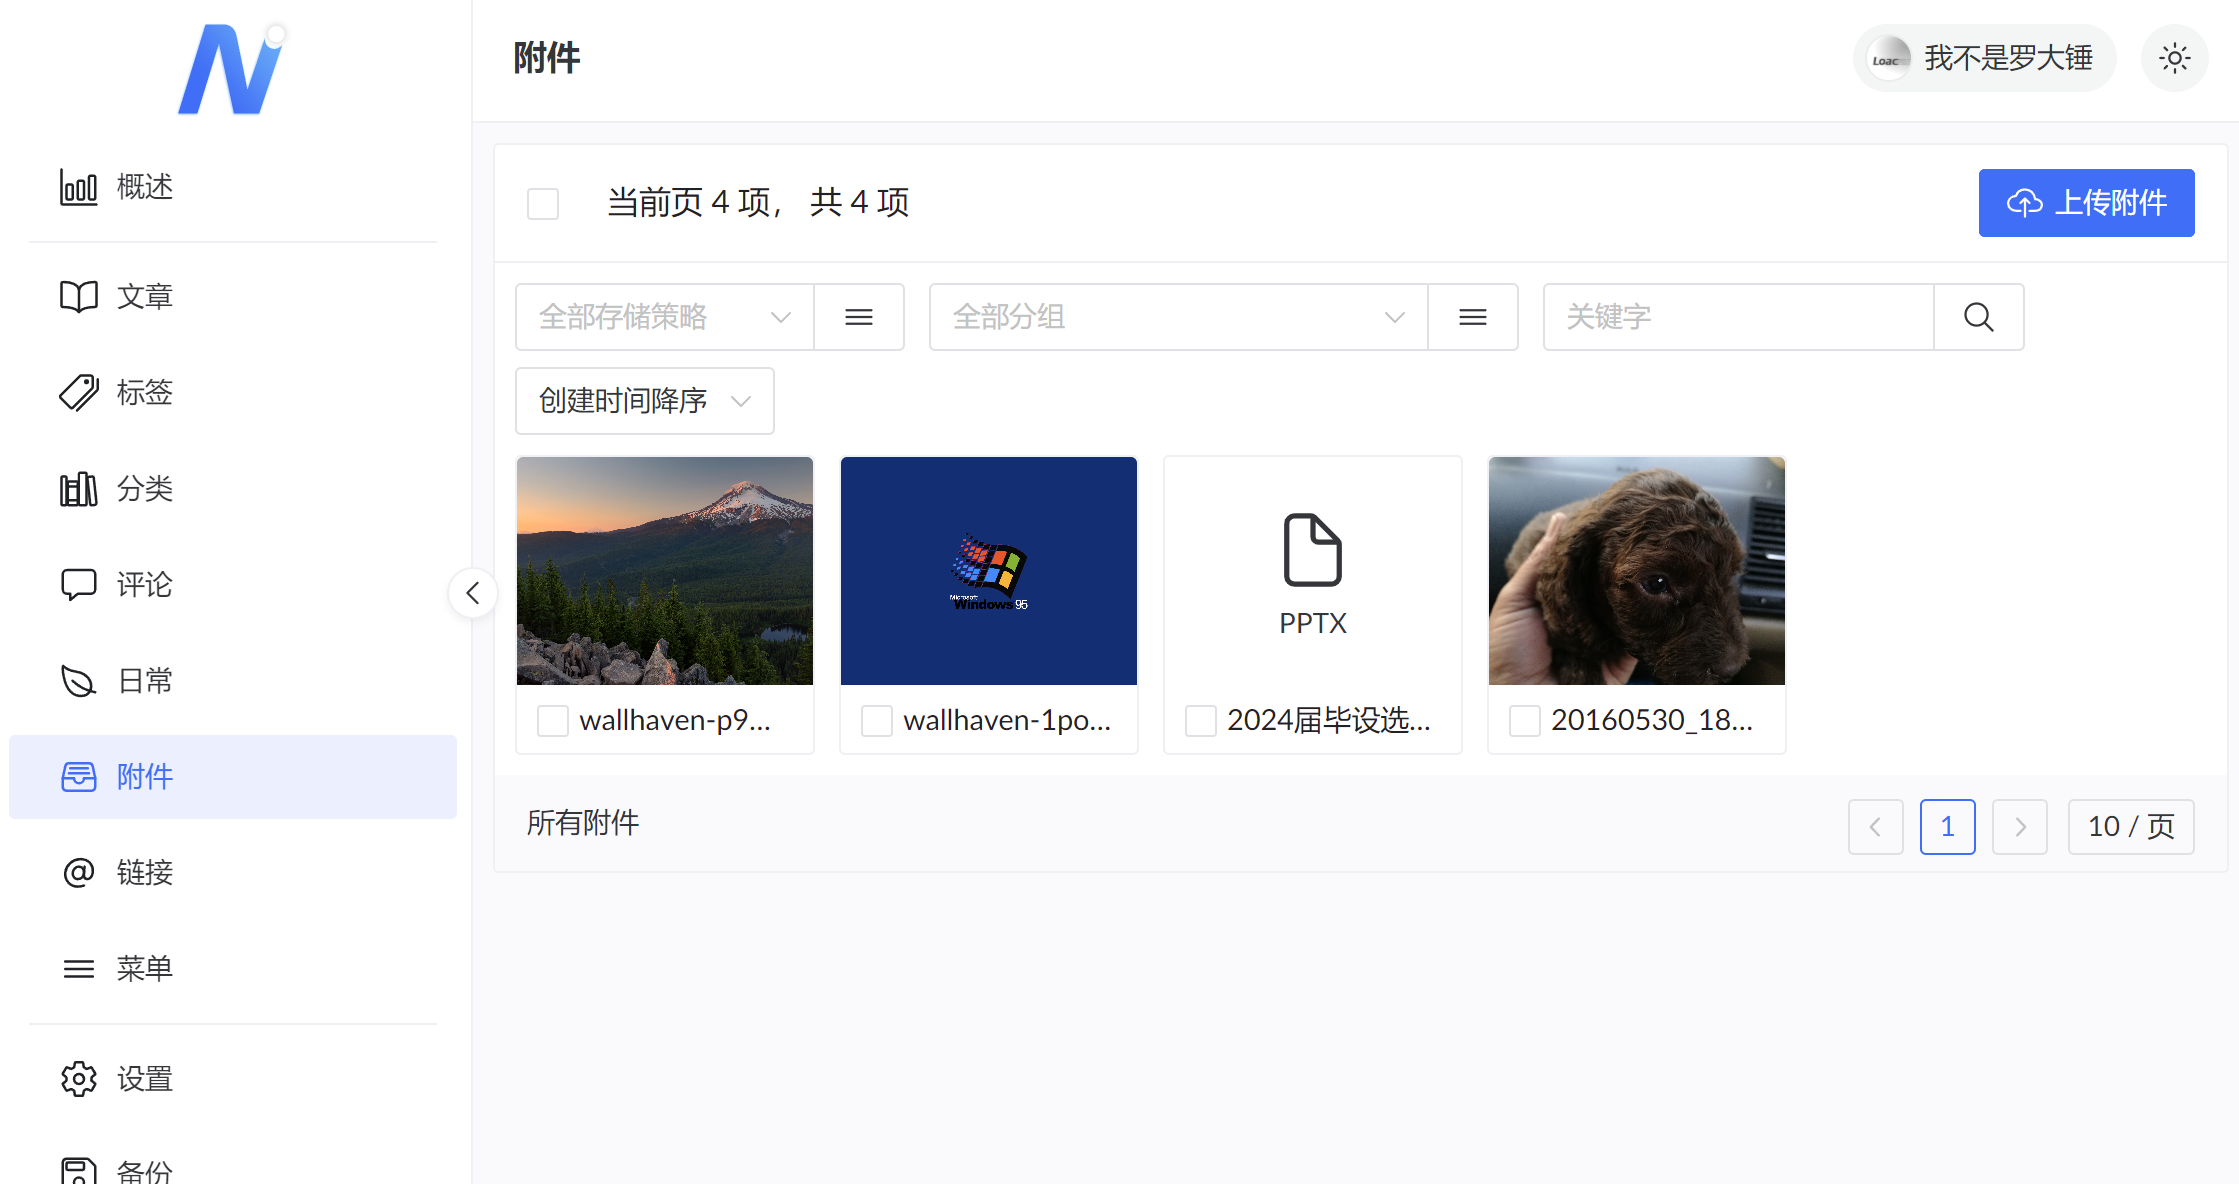 附件
Loac
我不是罗大锤
概述
文章
标签
分类
评论
日常
附件
链接
菜单
设置
备份
当前页 4 项， 共 4 项
上传附件
全部存储策略
全部分组
关键字
创建时间降序
Microsoft
Windows 95
PPTX
wallhaven-p9...
wallhaven-1po...
2024届毕设选...
20160530_18...
所有附件
1
10 / 页